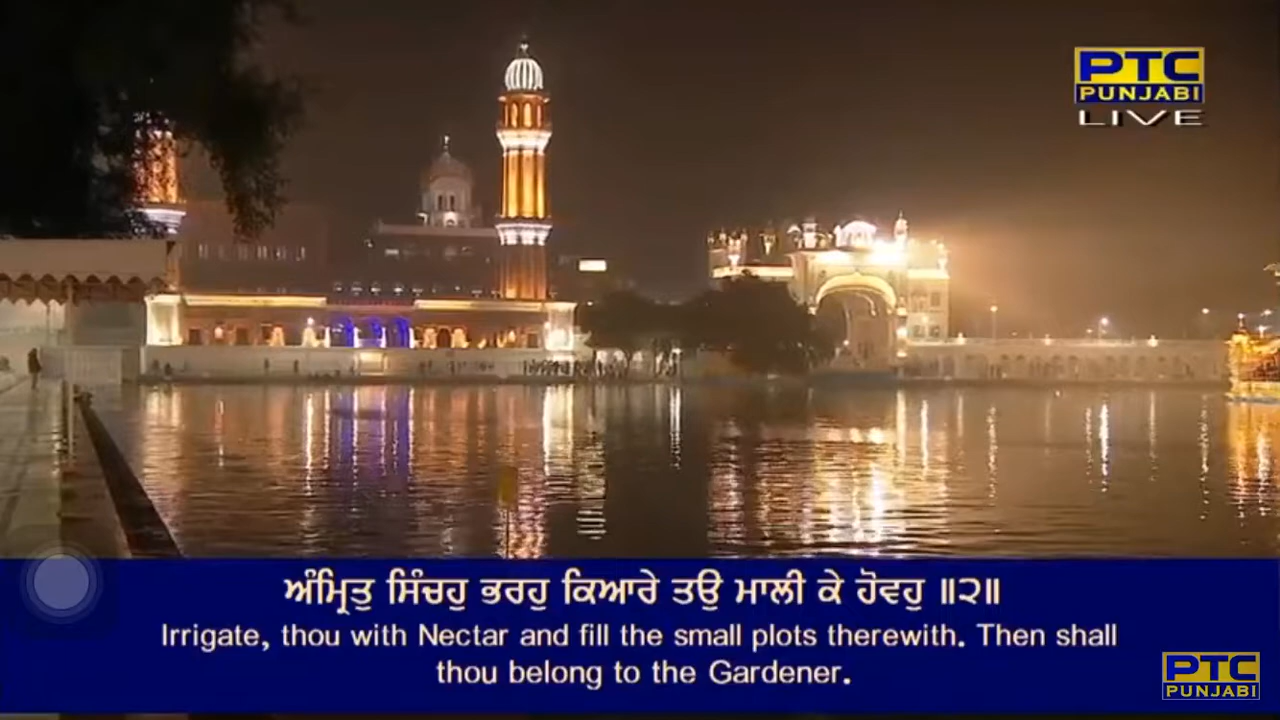 PTC
PUNJABI
LIVE
ਅੰਮ੍ਰਿਤੁ ਸਿੰਚਹੁ ਭਰਹੁ ਕਿਆਰੇ ਤਉ ਮਾਲੀ ਕੇ ਹੋਵਹੁ ॥੨॥
Irrigate, thou with Nectar and fill the small plots therewith. Then shall
thou belong to the Gardener.
PTC
PUNJABI